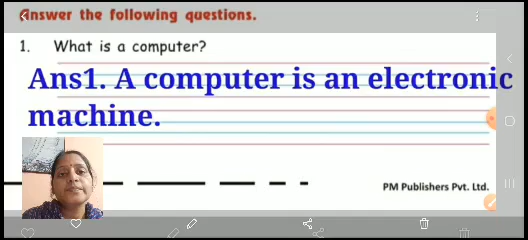 Answer the following questions.
1. What is a computer?
Ans1. A computer is an electronic
machine.
PM Publishers Pvt. Ltd.